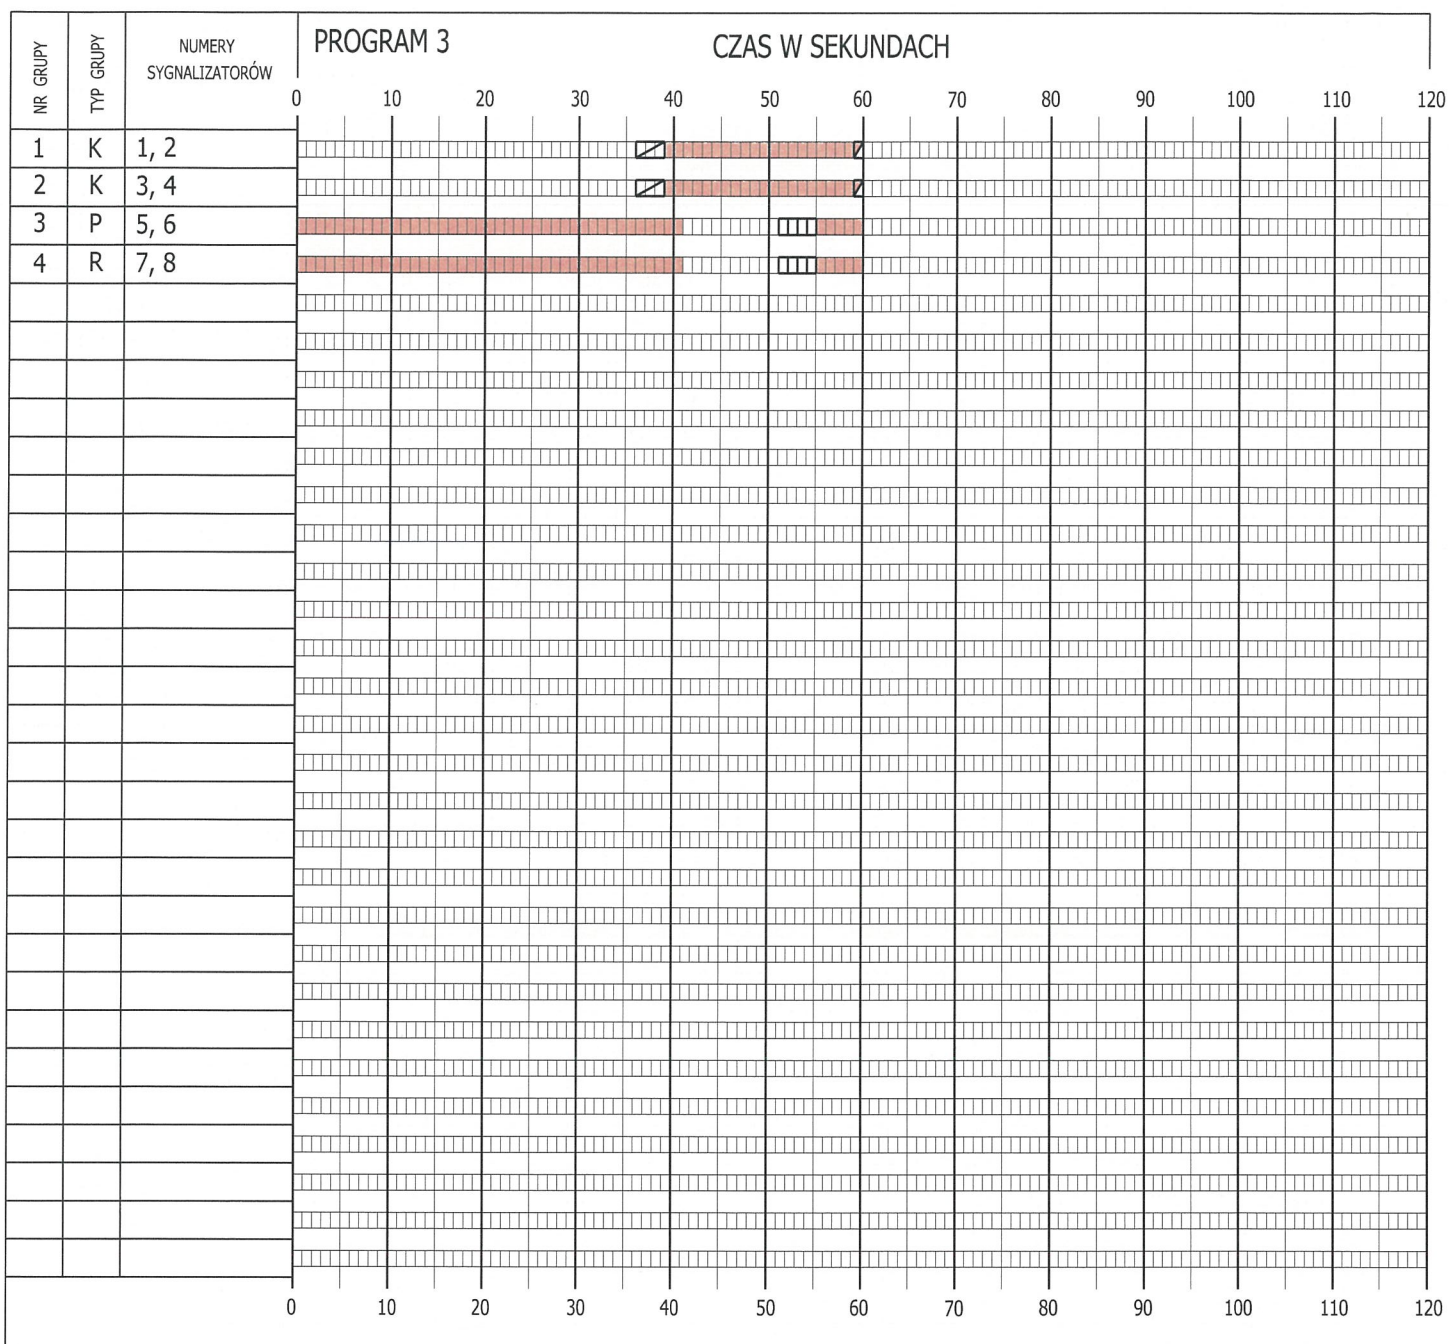 PROGRAM 3
CZAS W SEKUNDACH
NR GRUPY
TYP GRUPY
NUMERY
SYGNALIZATORÓW
0 10 20 30 40 50 60 70 80 90 100 110 120
1 K 1, 2
2 K 3, 4
3 P 5, 6
4 R 7, 8
0 10 20 30 40 50 60 70 80 90 100 110 120